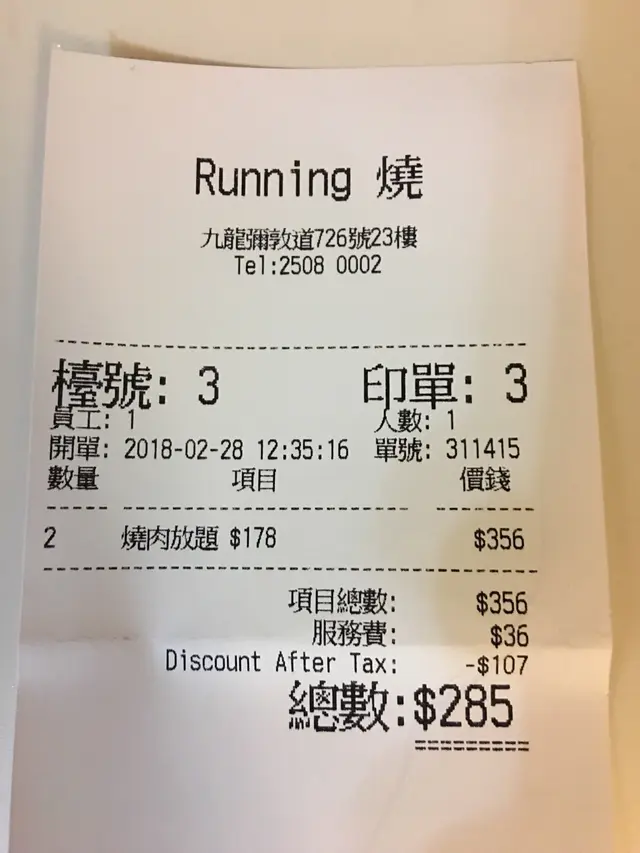 Running 燒
九龍彌敦道726號23樓
Tel:2508 0002
檯號: 3 印單: 3
員工: 1 人數: 1
開單: 2018-02-28 12:35:16 單號: 311415
數量 項目 價錢
2 燒肉放題 $178 $356
項目總數: $356
服務費: $36
Discount After Tax: -$107
總數:$285